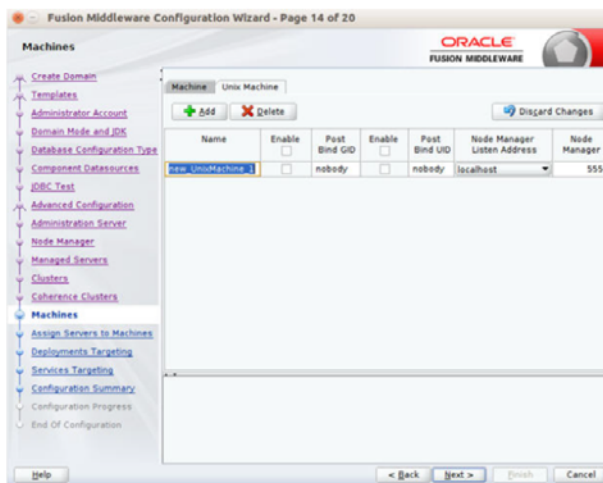 Fusion Middleware Configuration Wizard - Page 14 of 20
Machines
ORACLE
FUSION MIDDLEWARE
Create Domain
Templates
Administrator Account
Domain Mode and JDK
Database Configuration Type
Component Datasources
JDBC Test
Advanced Configuration
Administration Server
Node Manager
Managed Servers
Clusters
Coherence Clusters
Machines
Assign Servers to Machines
Deployments Targeting
Services Targeting
Configuration Summary
Configuration Progress
End Of Configuration
Machine Unix Machine
Add Delete Discard Changes
Name Enable Post Bind GID Enable Post Bind UID Node Manager Listen Address Node Manager
new_UnixMachine_1 nobody nobody localhost 555
Help < Back Next > Finish Cancel